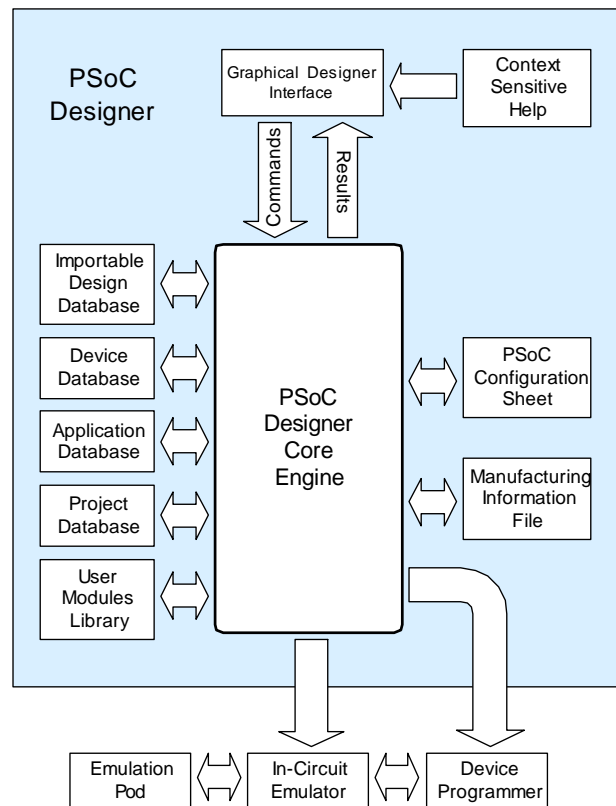 PSoC
Designer
Graphical Designer
Interface
Context
Sensitive
Help
Commands
Results
Importable
Design
Database
Device
Database
Application
Database
Project
Database
User
Modules
Library
PSoC
Designer
Core
Engine
PSoC
Configuration
Sheet
Manufacturing
Information
File
Emulation
Pod
In-Circuit
Emulator
Device
Programmer